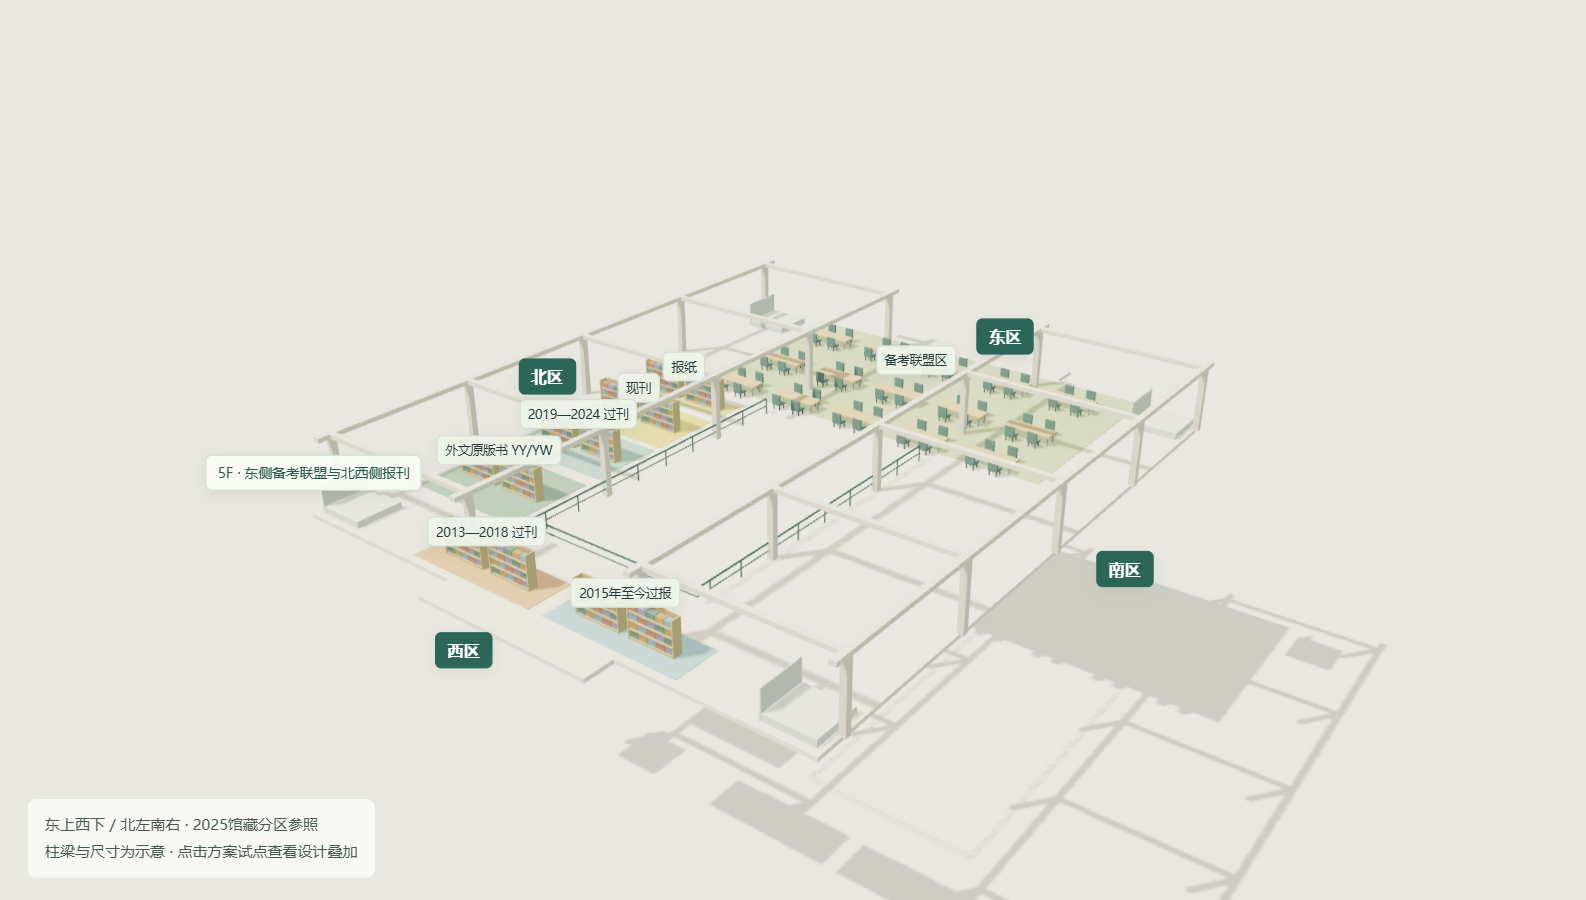 东区
备考联盟区
报纸
北区
现刊
2019—2024 过刊
外文原版书 YY/YW
5F · 东侧备考联盟与北西侧报刊
2013—2018 过刊
南区
2015年至今过报
西区
东上西下 / 北左南右 · 2025馆藏分区参照
柱梁与尺寸为示意 · 点击方案试点查看设计叠加